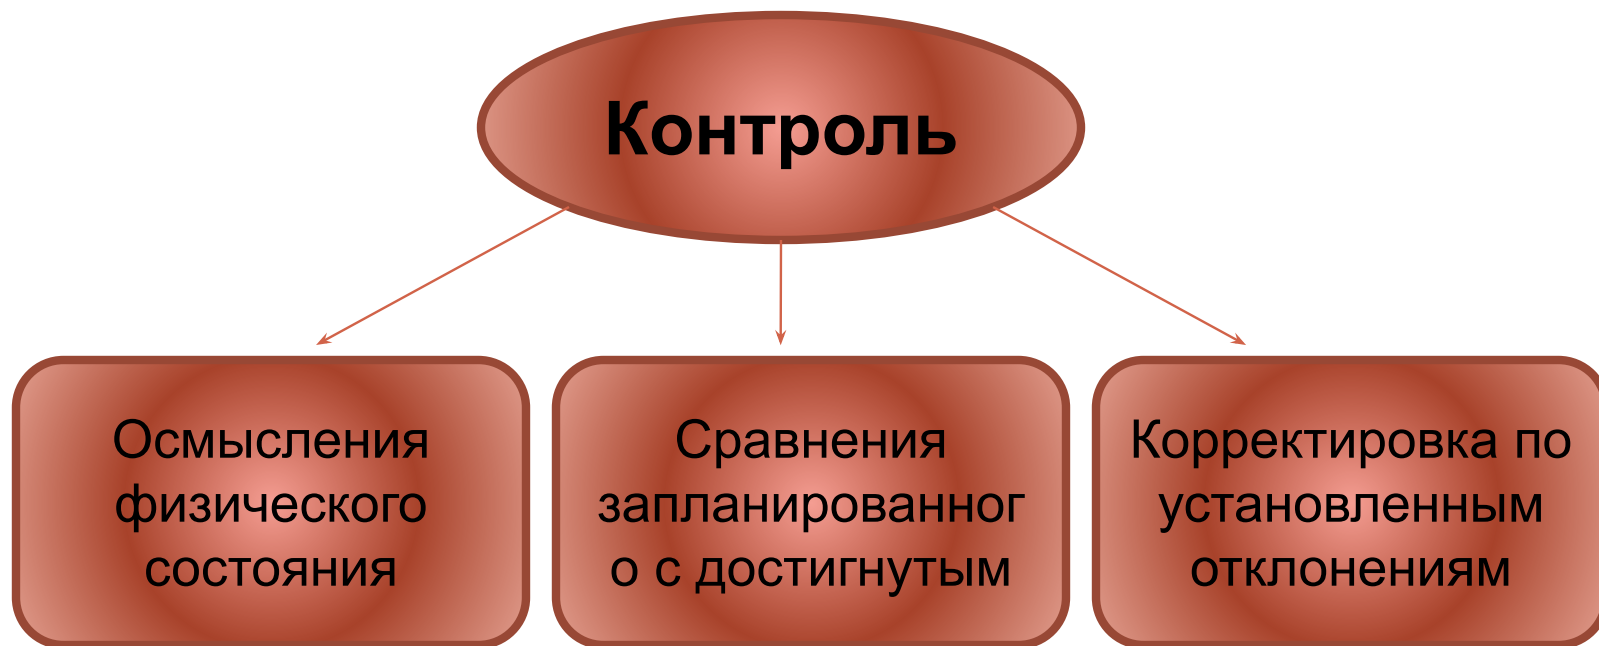 Контроль
Осмысления
физического
состояния
Сравнения
запланированног
о с достигнутым
Корректировка по
установленным
отклонениям